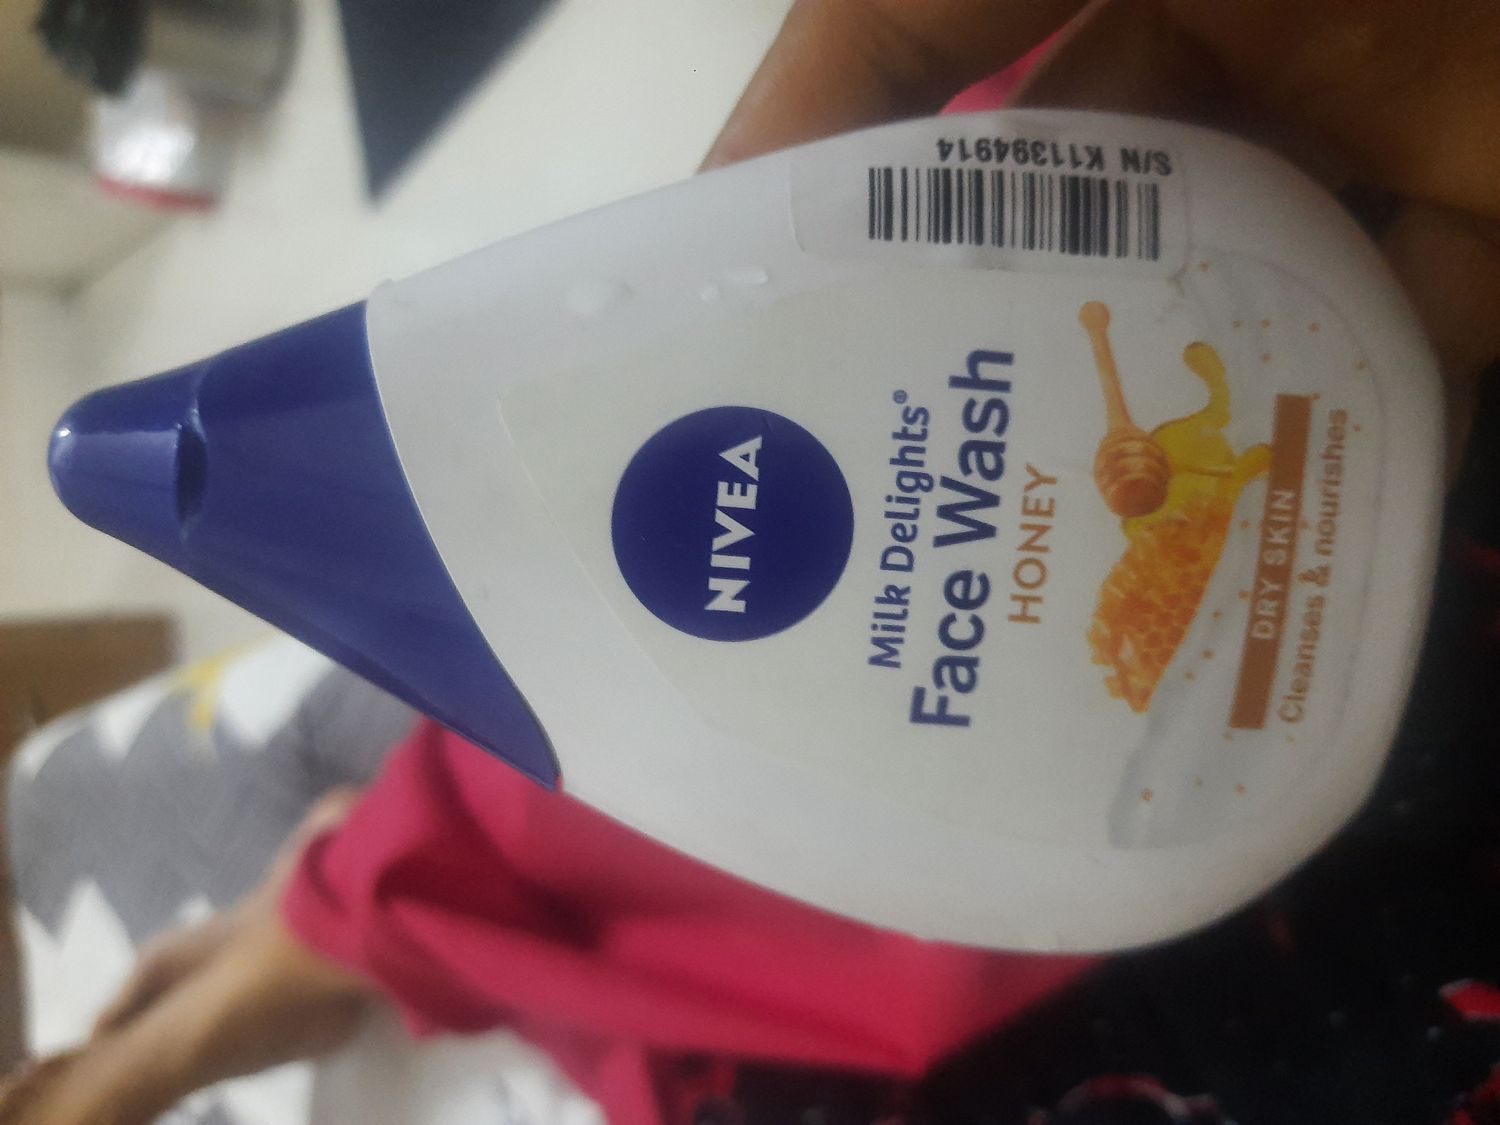 NIVEA
Milk Delights®
Face Wash
HONEY
DRY SKIN
Cleanses & nourishes
S/N K11394914